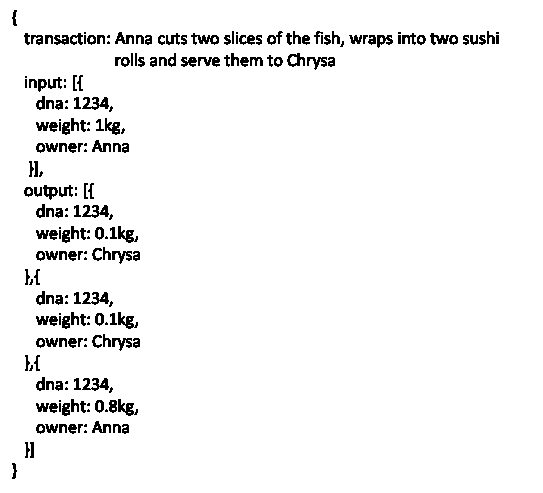 {
transaction: Anna cuts two slices of the fish, wraps into two sushi
rolls and serve them to Chrysa
input: [{
dna: 1234,
weight: 1kg,
owner: Anna
}],
output: [{
dna: 1234,
weight: 0.1kg,
owner: Chrysa
},{
dna: 1234,
weight: 0.1kg,
owner: Chrysa
},{
dna: 1234,
weight: 0.8kg,
owner: Anna
}]
}